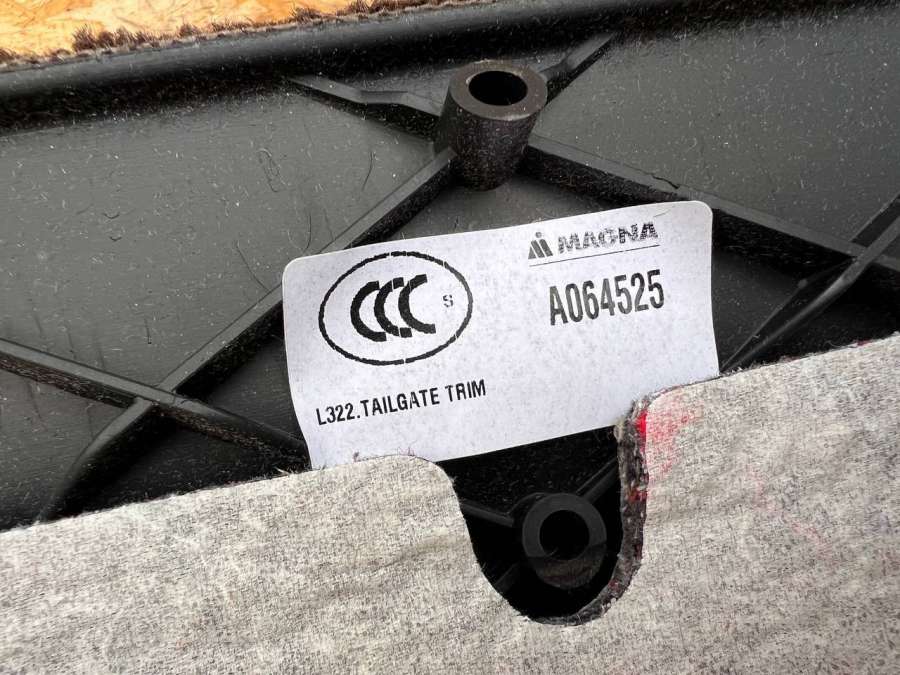 CCC S
MAGNA
A064525
L322.TAILGATE TRIM